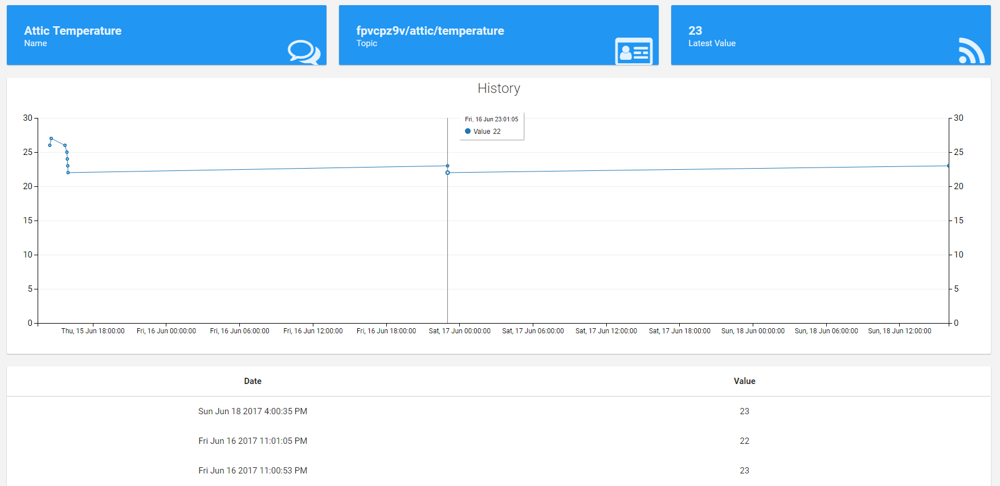 Attic Temperature
Name
fpvcpz9v/attic/temperature
Topic
23
Latest Value
History
Fri, 16 Jun 23:01:05
Value 22
30
25
20
15
10
5
0
30
25
20
15
10
5
0
Thu, 15 Jun 18:00:00 Fri, 16 Jun 00:00:00 Fri, 16 Jun 06:00:00 Fri, 16 Jun 12:00:00 Fri, 16 Jun 18:00:00 Sat, 17 Jun 00:00:00 Sat, 17 Jun 06:00:00 Sat, 17 Jun 12:00:00 Sat, 17 Jun 18:00:00 Sun, 18 Jun 00:00:00 Sun, 18 Jun 06:00:00 Sun, 18 Jun 12:00:00
Date Value
Sun Jun 18 2017 4:00:35 PM 23
Fri Jun 16 2017 11:01:05 PM 22
Fri Jun 16 2017 11:00:53 PM 23